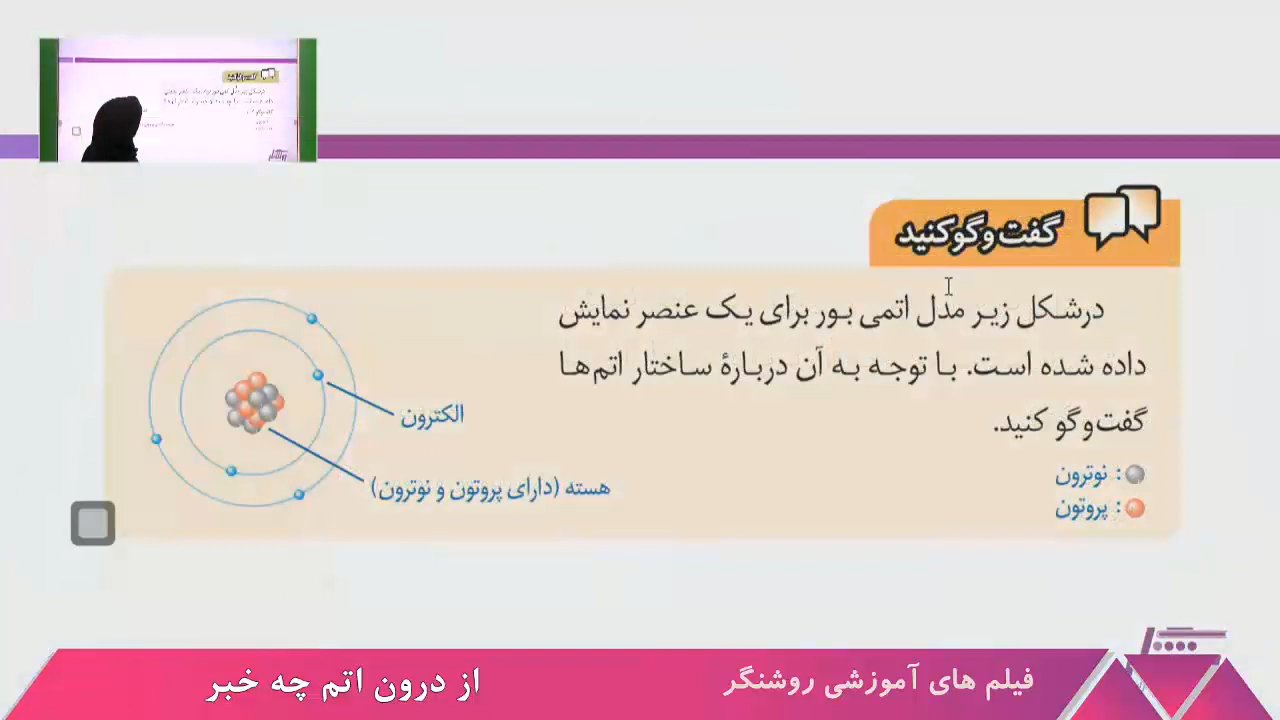 گفت‌وگو کنید
درشکل زیر مدل اتمی بور برای یک عنصر نمایش
داده شده است. با توجه به آن دربارهٔ ساختار اتم‌ها
گفت‌وگو کنید.
نوترون :
پروتون :
الکترون
هسته (دارای پروتون و نوترون)
فیلم های آموزشی روشنگر
از درون اتم چه خبر